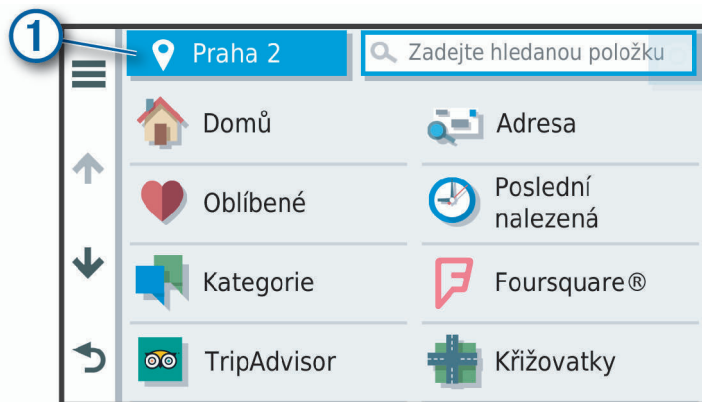 1
Praha 2
Zadejte hledanou položku
Domů
Adresa
Oblíbené
Poslední
nalezená
Kategorie
Foursquare®
TripAdvisor
Křižovatky